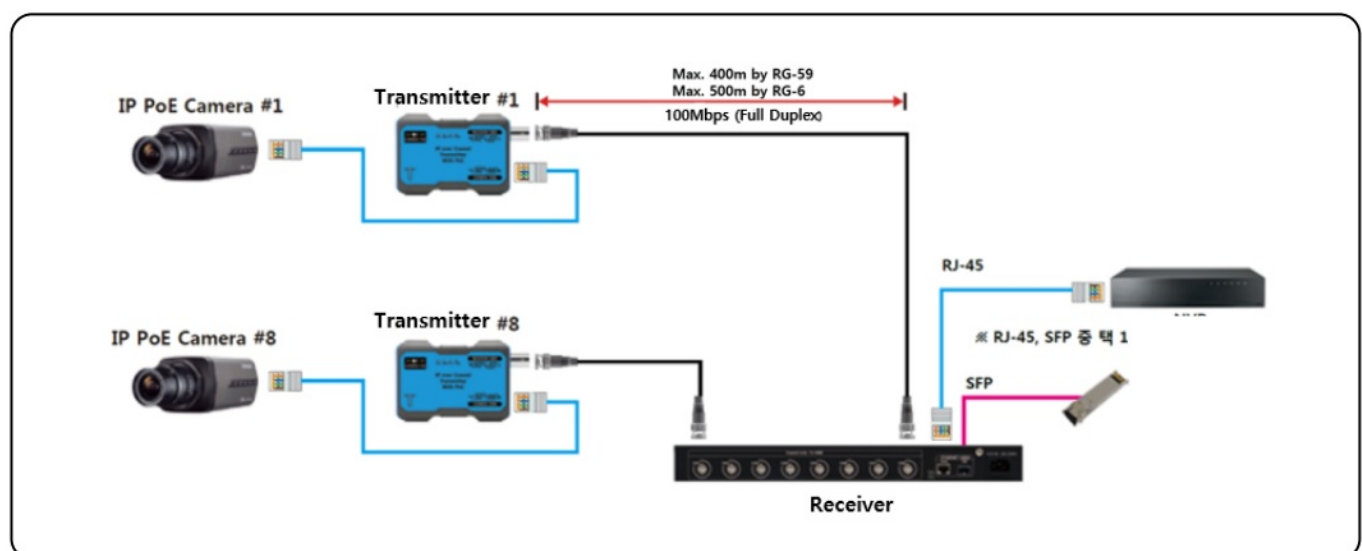 Max. 400m by RG-59
Max. 500m by RG-6
100Mbps (Full Duplex)
IP PoE Camera #1
Transmitter #1
RJ-45
※ RJ-45, SFP 중 택 1
SFP
IP PoE Camera #8
Transmitter #8
Receiver